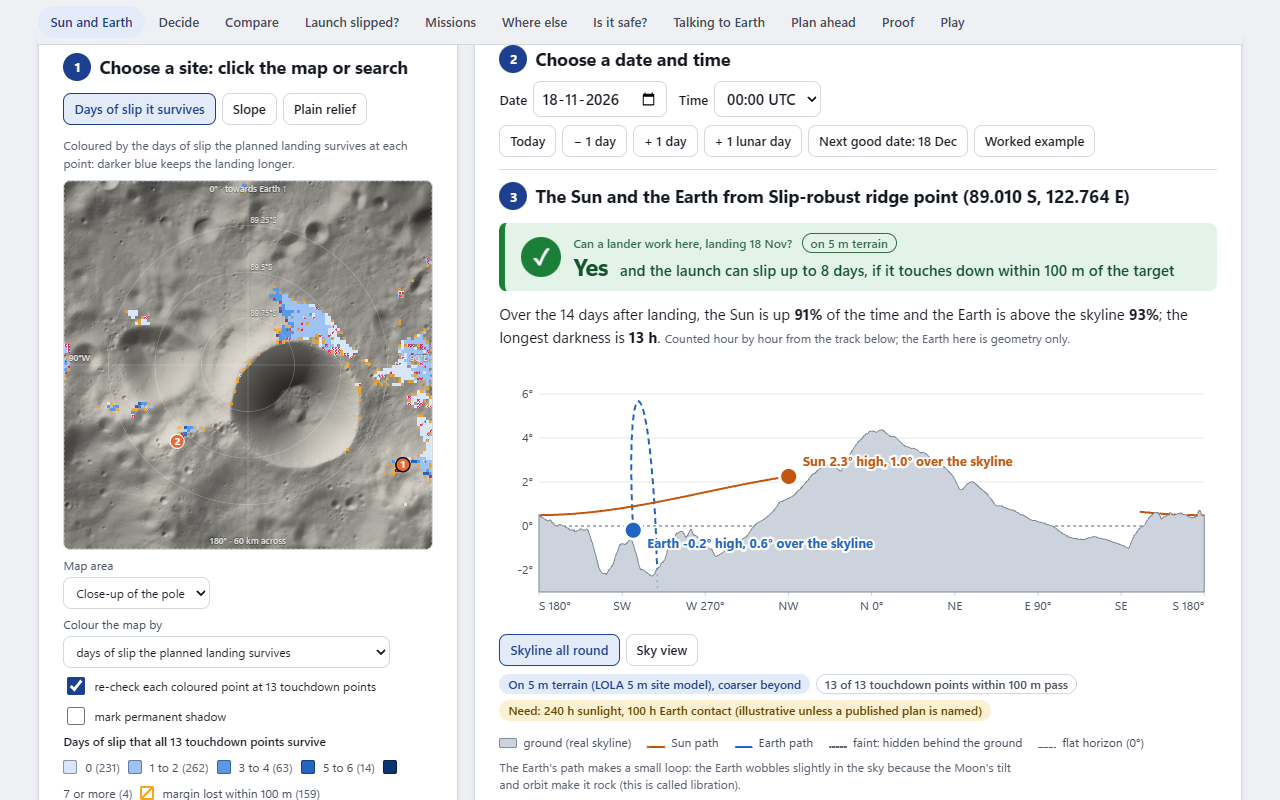 Sun and Earth Decide Compare Launch slipped? Missions Where else Is it safe? Talking to Earth Plan ahead Proof Play
1 Choose a site: click the map or search
Days of slip it survives Slope Plain relief
Coloured by the days of slip the planned landing survives at each
point: darker blue keeps the landing longer.
0° · towards Earth ↑
89.25°S
89.5°S
89.75°S
90°W
2
1
180° · 60 km across
Map area
Close-up of the pole
Colour the map by
days of slip the planned landing survives
re-check each coloured point at 13 touchdown points
mark permanent shadow
Days of slip that all 13 touchdown points survive
0 (231) 1 to 2 (262) 3 to 4 (63) 5 to 6 (14)
7 or more (4) margin lost within 100 m (159)
2 Choose a date and time
Date 18-11-2026 Time 00:00 UTC
Today − 1 day + 1 day + 1 lunar day Next good date: 18 Dec Worked example
3 The Sun and the Earth from Slip-robust ridge point (89.010 S, 122.764 E)
Can a lander work here, landing 18 Nov? on 5 m terrain
Yes and the launch can slip up to 8 days, if it touches down within 100 m of the target
Over the 14 days after landing, the Sun is up 91% of the time and the Earth is above the skyline 93%; the
longest darkness is 13 h. Counted hour by hour from the track below; the Earth here is geometry only.
6°
4°
Sun 2.3° high, 1.0° over the skyline
2°
0°
Earth -0.2° high, 0.6° over the skyline
-2°
S 180° SW W 270° NW N 0° NE E 90° SE S 180°
Skyline all round Sky view
On 5 m terrain (LOLA 5 m site model), coarser beyond 13 of 13 touchdown points within 100 m pass
Need: 240 h sunlight, 100 h Earth contact (illustrative unless a published plan is named)
ground (real skyline) Sun path Earth path faint: hidden behind the ground flat horizon (0°)
The Earth's path makes a small loop: the Earth wobbles slightly in the sky because the Moon's tilt
and orbit make it rock (this is called libration).